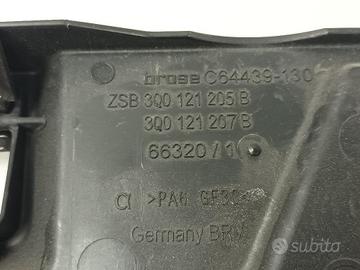 brose C64439-130
ZSB 3Q0 121 205 B
3Q0 121 207 B
66320/1
>PA6 GF30<
Germany BRV
subito